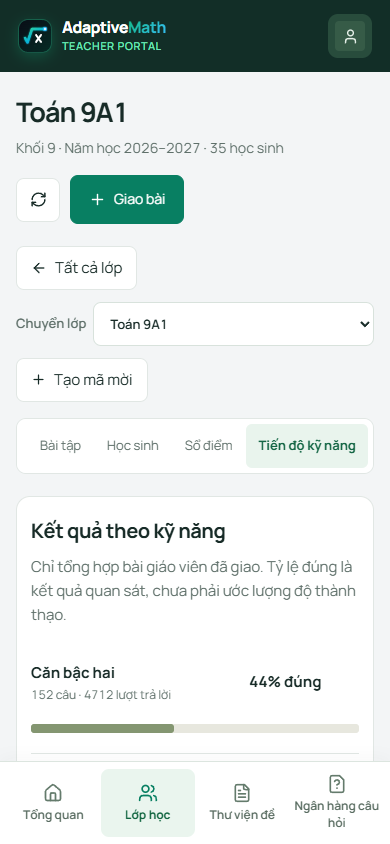 √x
AdaptiveMath
TEACHER PORTAL
Toán 9A1
Khối 9 · Năm học 2026–2027 · 35 học sinh
Giao bài
Tất cả lớp
Chuyển lớp
Toán 9A1
Tạo mã mời
Bài tập Học sinh Sổ điểm Tiến độ kỹ năng
Kết quả theo kỹ năng
Chỉ tổng hợp bài giáo viên đã giao. Tỷ lệ đúng là
kết quả quan sát, chưa phải ước lượng độ thành
thạo.
Căn bậc hai
44% đúng
152 câu · 4712 lượt trả lời
Tổng quan Lớp học Thư viện đề Ngân hàng câu
hỏi